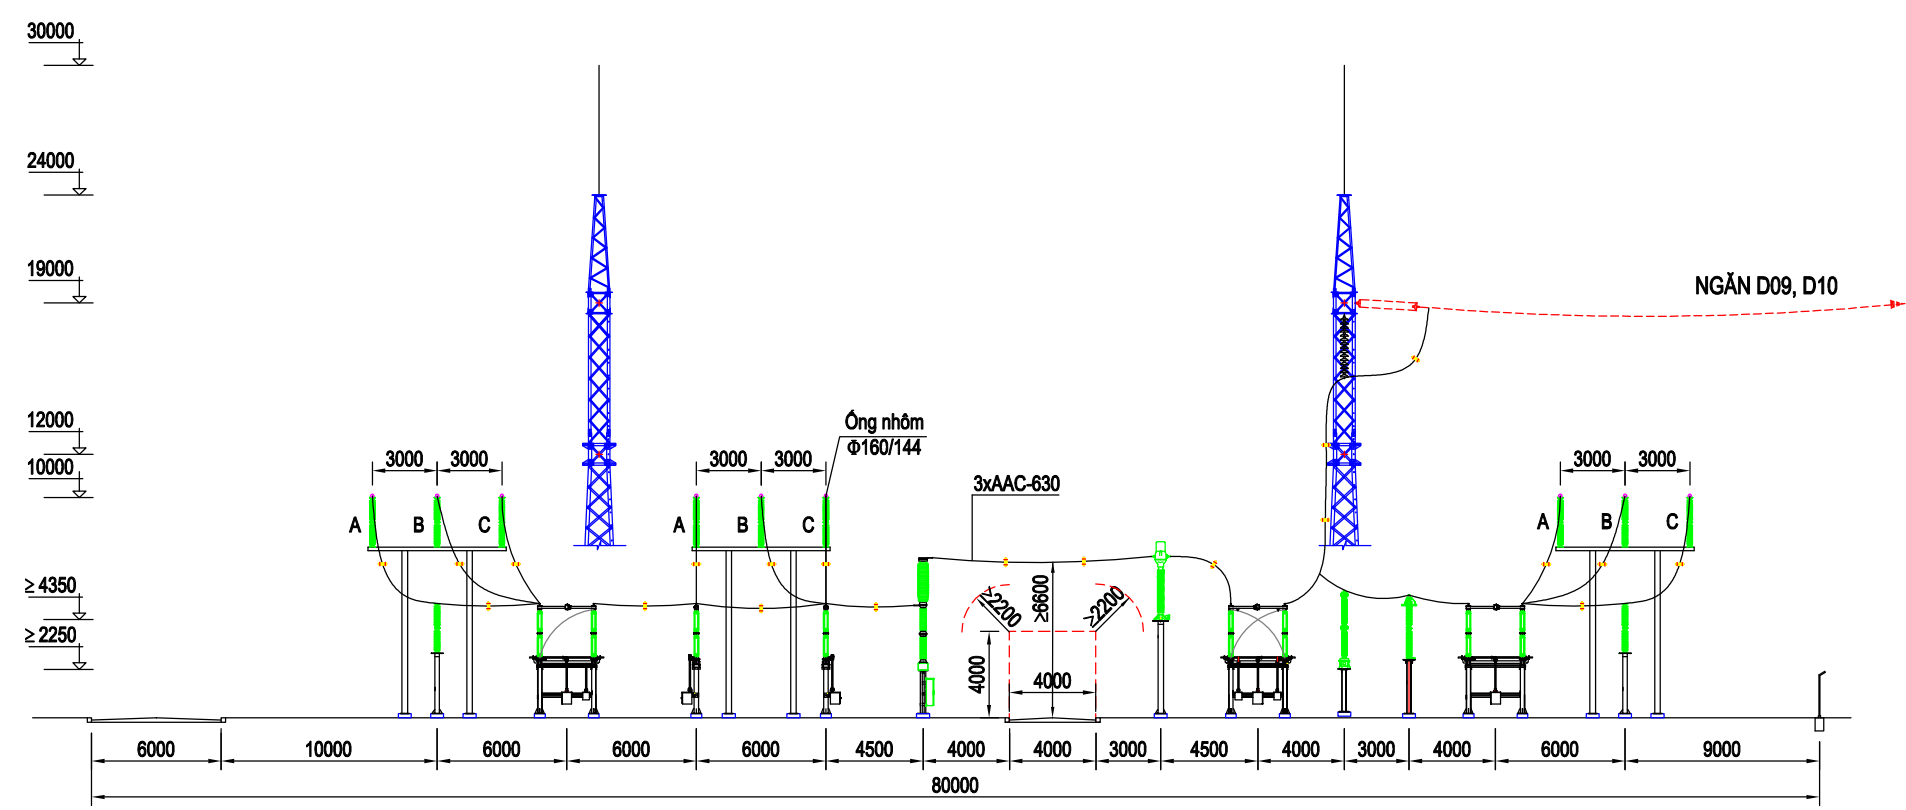 30000
24000
19000
NGĂN D09, D10
12000
10000
Ống nhôm
Φ160/144
3000 3000
3000 3000
3000 3000
3xAAC-630
A B C
A B C
A B C
≥ 4350
≥ 2250
≥2200
≥6600
≥2200
4000
4000
6000 10000 6000 6000 6000 4500 4000 4000 3000 4500 4000 3000 4000 6000 9000
80000